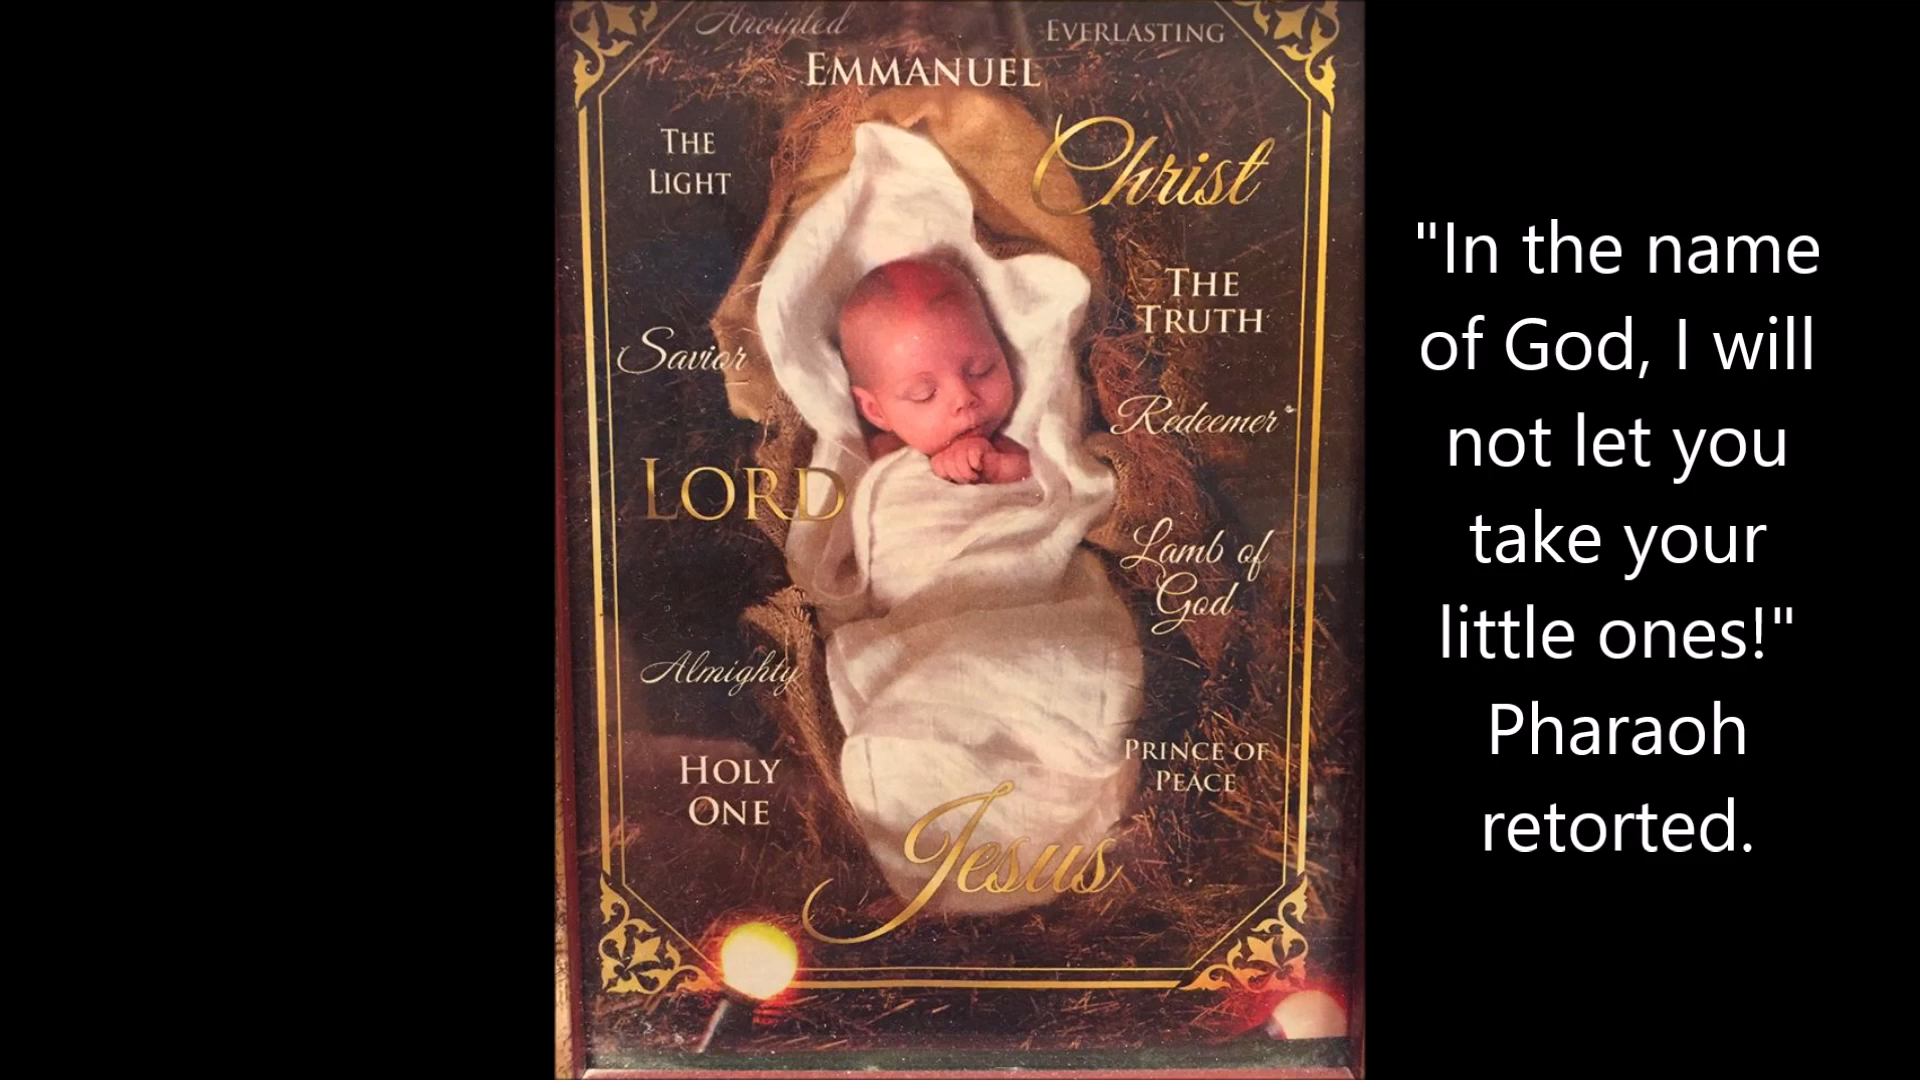 Anointed
EVERLASTING
EMMANUEL
THE
LIGHT
Christ
THE
TRUTH
Savior
Redeemer
LORD
Lamb of
God
Almighty
HOLY
ONE
PRINCE OF
PEACE
Jesus
"In the name
of God, I will
not let you
take your
little ones!"
Pharaoh
retorted.